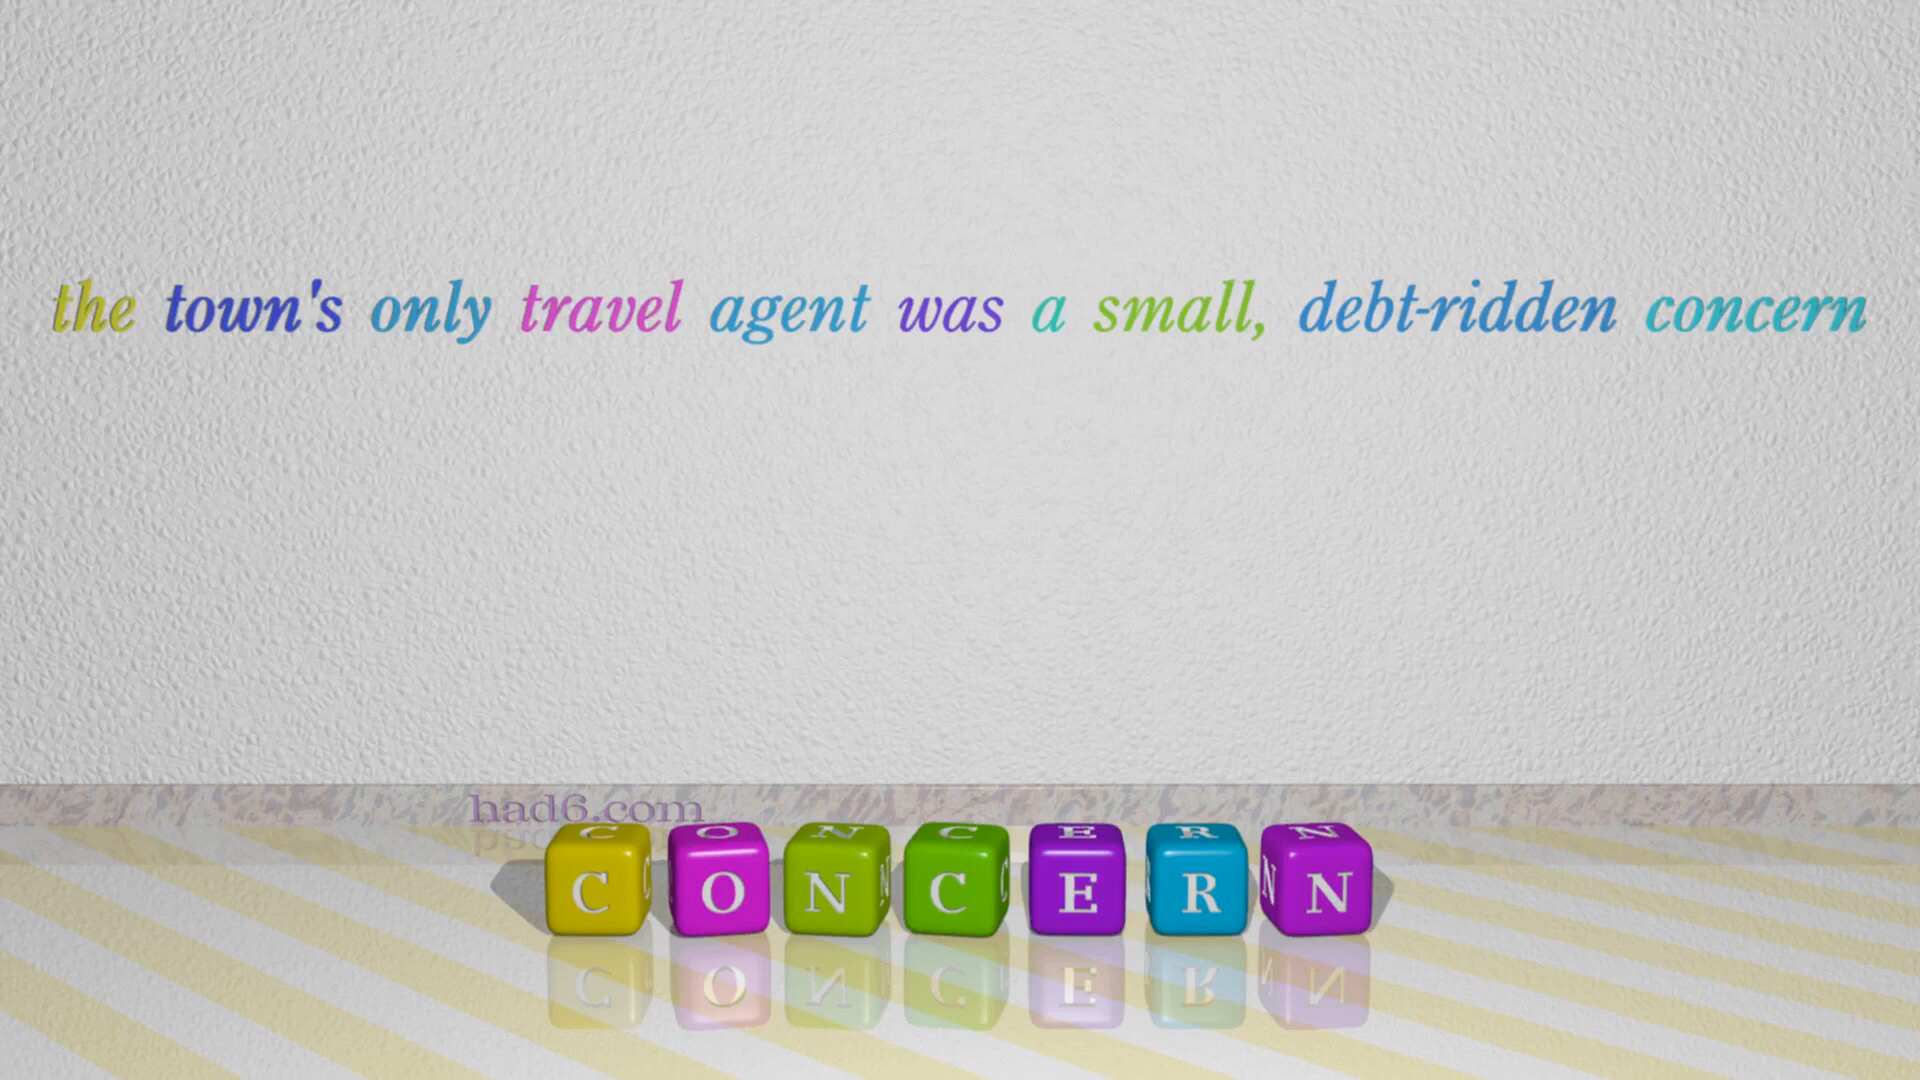 the town's only travel agent was a small, debt-ridden concern
had6.com
CONCERN